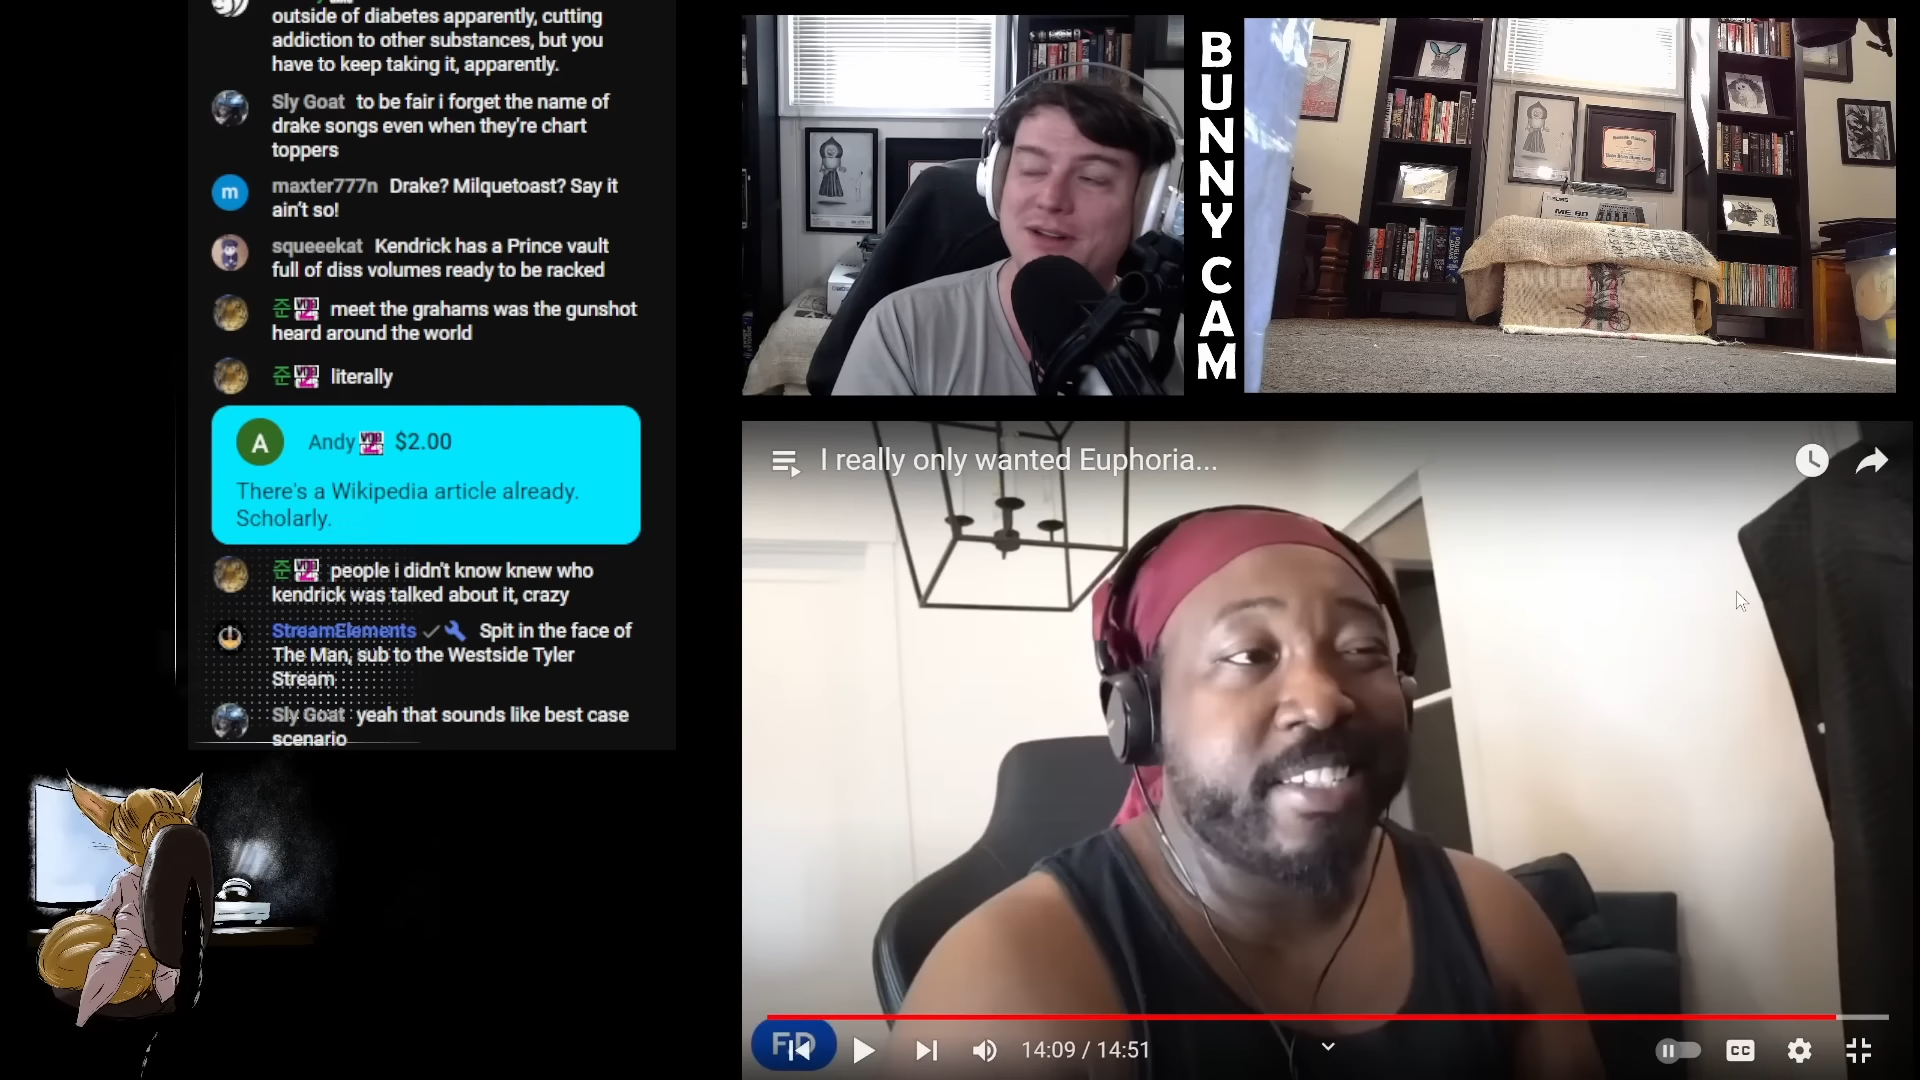 outside of diabetes apparently, cutting
addiction to other substances, but you
have to keep taking it, apparently.
Sly Goat to be fair i forget the name of
drake songs even when they're chart
toppers
m
maxter777n Drake? Milquetoast? Say it
ain't so!
squeeekat Kendrick has a Prince vault
full of diss volumes ready to be racked
준 meet the grahams was the gunshot
heard around the world
준 literally
A
Andy $2.00
There's a Wikipedia article already.
Scholarly.
준 people i didn't know knew who
kendrick was talked about it, crazy
StreamElements Spit in the face of
The Man, sub to the Westside Tyler
Stream
Sly Goat yeah that sounds like best case
scenario
BUNNY CAM
I really only wanted Euphoria...
FD
14:09 / 14:51
CC